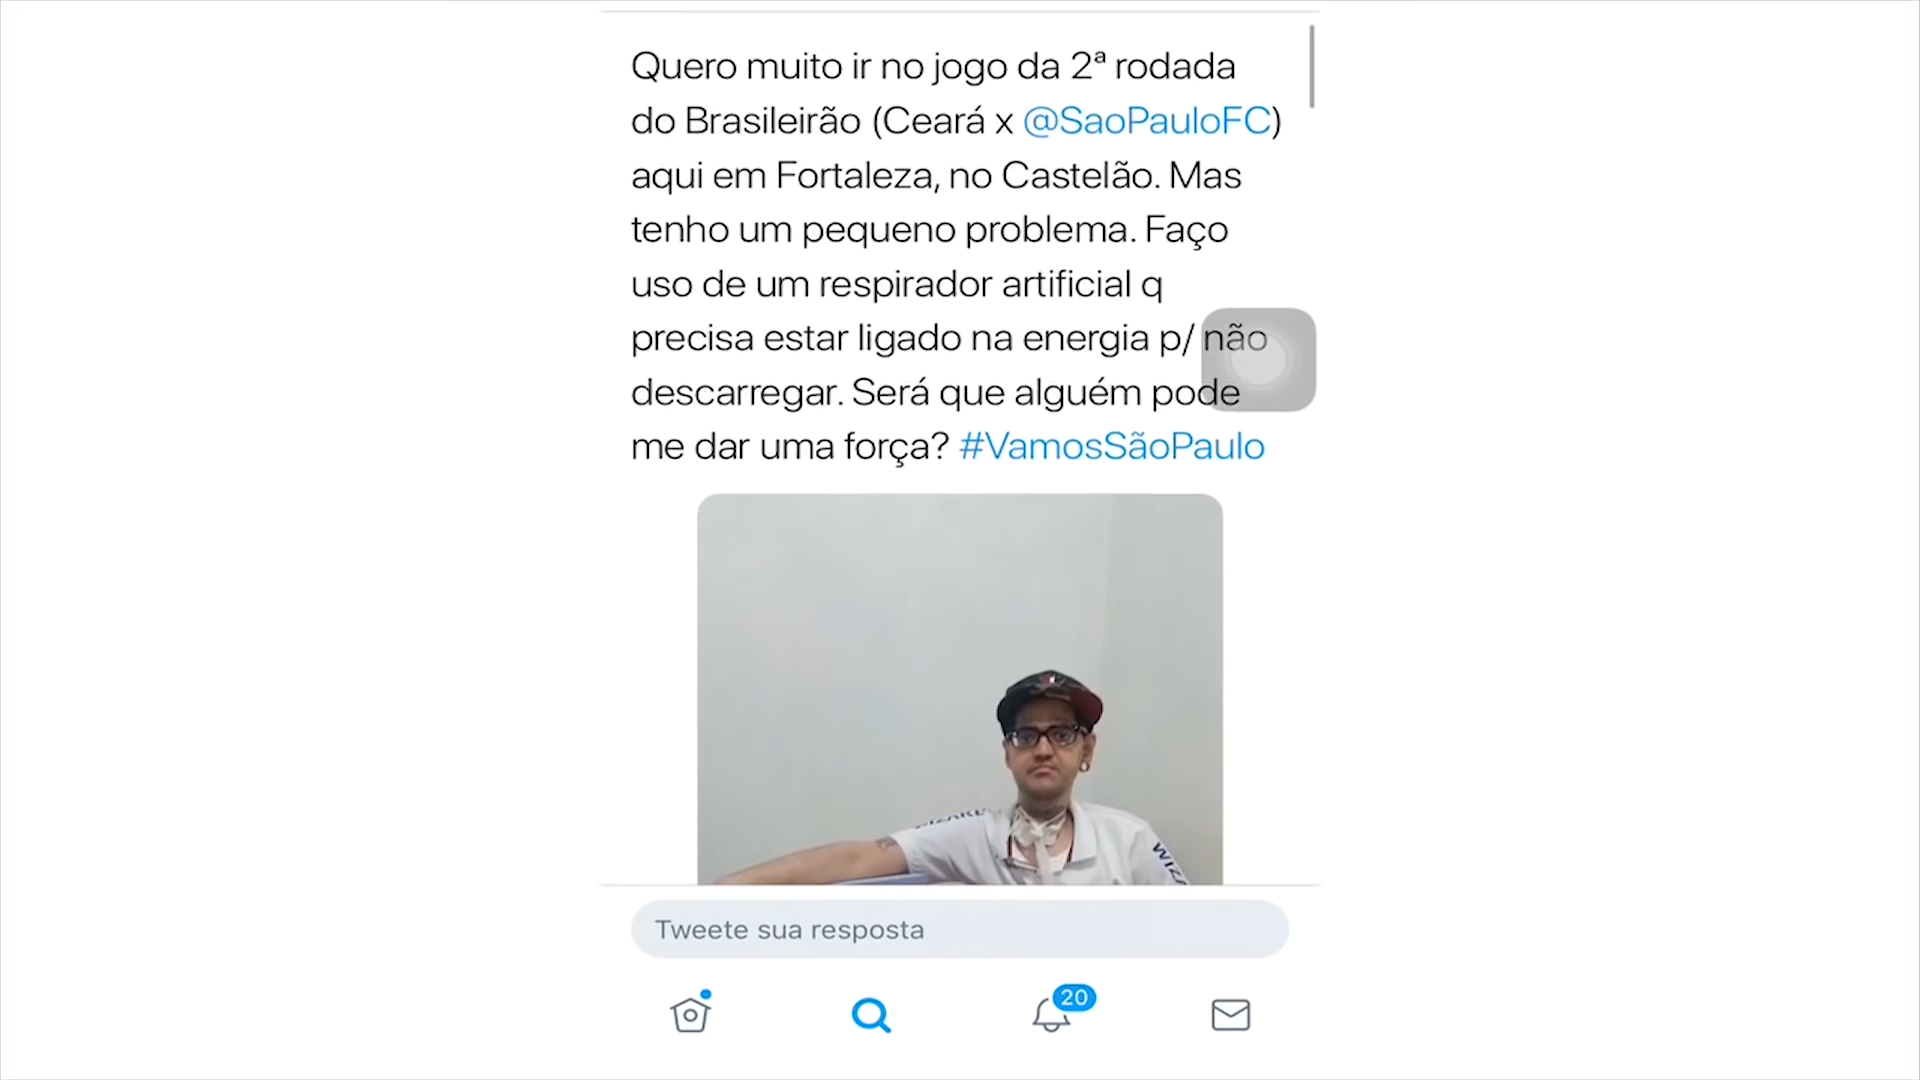 Quero muito ir no jogo da 2ª rodada
do Brasileirão (Ceará x @SaoPauloFC)
aqui em Fortaleza, no Castelão. Mas
tenho um pequeno problema. Faço
uso de um respirador artificial q
precisa estar ligado na energia p/ não
descarregar. Será que alguém pode
me dar uma força? #VamosSãoPaulo
WIZARD
Tweete sua resposta
20